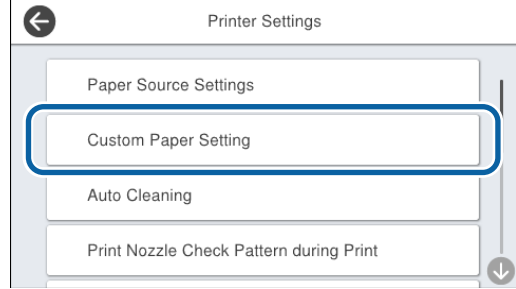 Printer Settings
Paper Source Settings
Custom Paper Setting
Auto Cleaning
Print Nozzle Check Pattern during Print